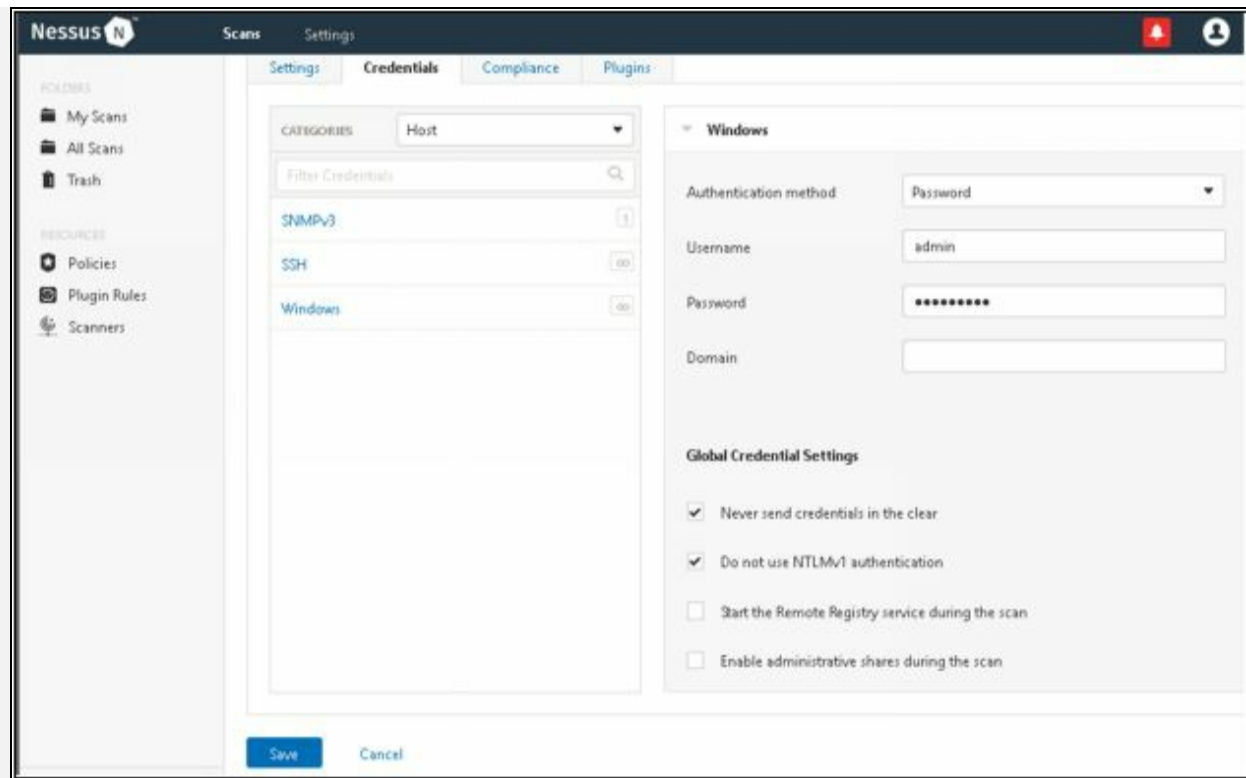 Nessus N
Scans Settings
Settings Credentials Compliance Plugins
FOLDERS
My Scans
All Scans
Trash
RESOURCES
Policies
Plugin Rules
Scanners
CATEGORIES Host
Filter Credentials
SNMPv3 1
SSH ∞
Windows ∞
Windows
Authentication method Password
Username admin
Password •••••••••
Domain
Global Credential Settings
Never send credentials in the clear
Do not use NTLMv1 authentication
Start the Remote Registry service during the scan
Enable administrative shares during the scan
Save Cancel